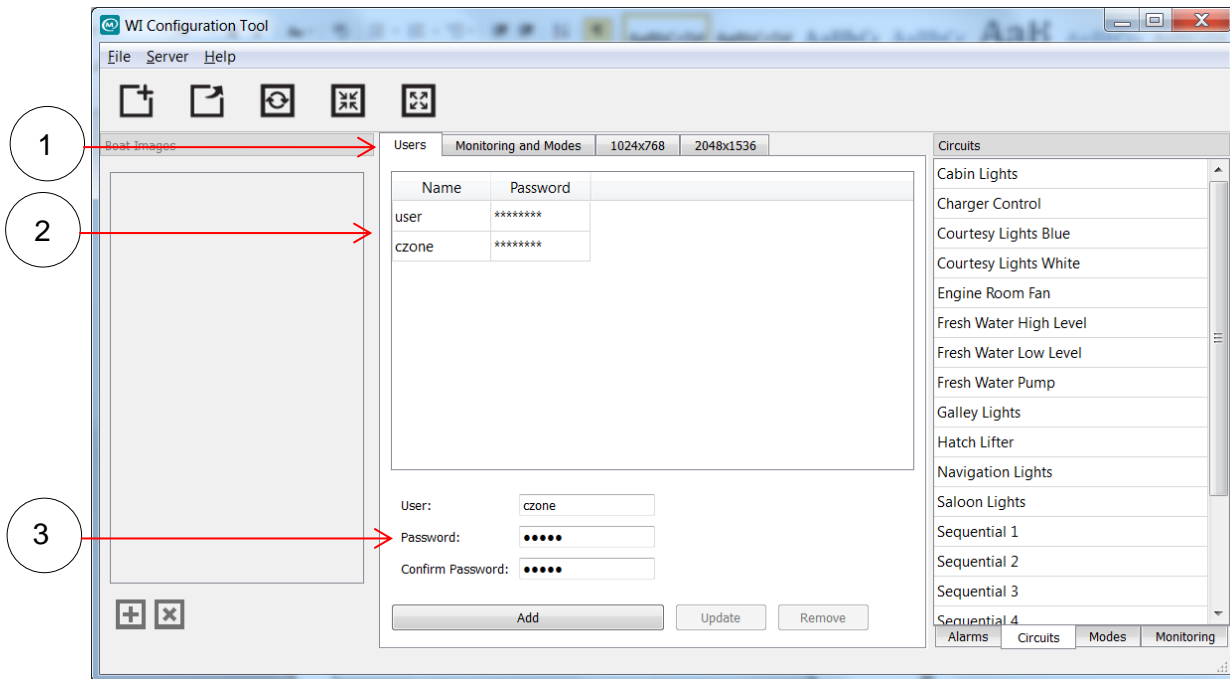 WI Configuration Tool
File Server Help
1
Boat Images
Users
Monitoring and Modes
1024x768
2048x1536
Circuits
Name Password
user ********
czone ********
2
User: czone
3
Password: ●●●●●
Confirm Password: ●●●●●
Add
Update
Remove
Cabin Lights
Charger Control
Courtesy Lights Blue
Courtesy Lights White
Engine Room Fan
Fresh Water High Level
Fresh Water Low Level
Fresh Water Pump
Galley Lights
Hatch Lifter
Navigation Lights
Saloon Lights
Sequential 1
Sequential 2
Sequential 3
Sequential 4
Alarms
Circuits
Modes
Monitoring